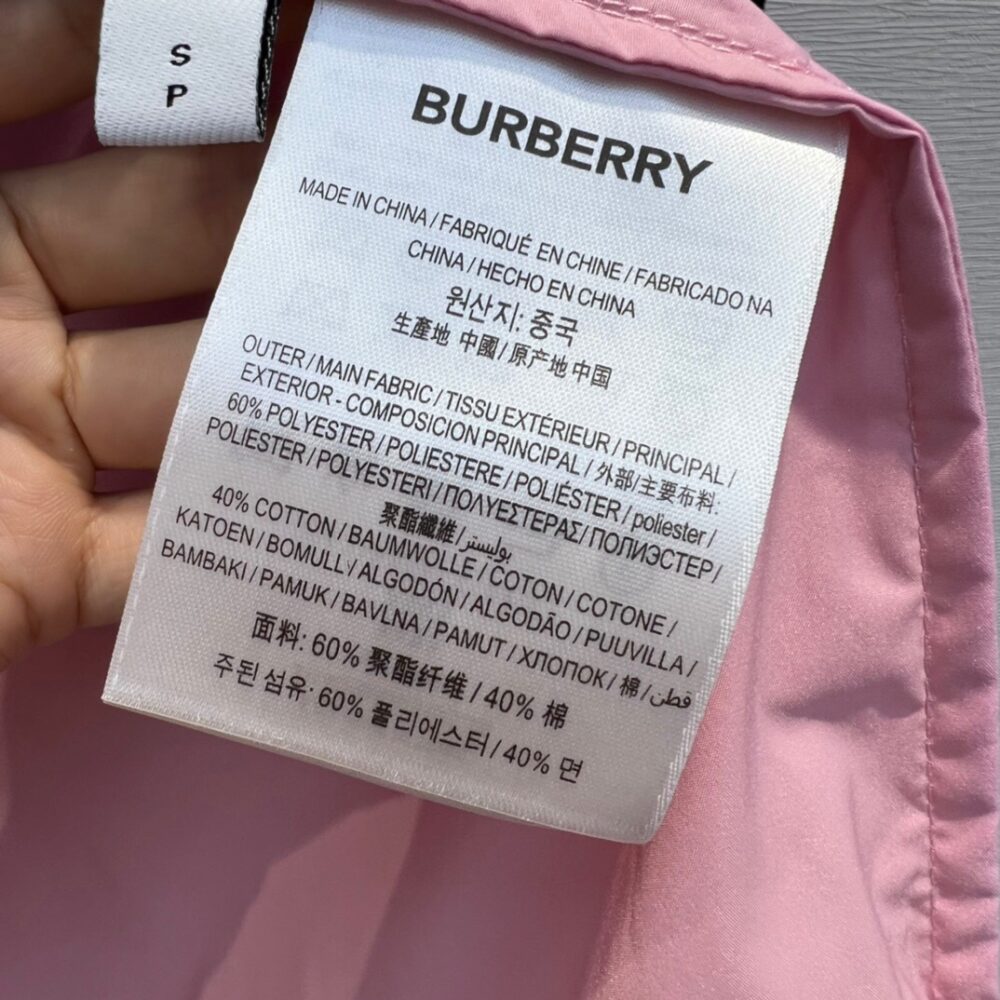 S
P
BURBERRY
MADE IN CHINA / FABRIQUÉ EN CHINE / FABRICADO NA
CHINA / HECHO EN CHINA
원산지: 중국
生產地 中國 / 原产地 中国
OUTER / MAIN FABRIC / TISSU EXTÉRIEUR / PRINCIPAL /
EXTERIOR - COMPOSICION PRINCIPAL / 外部/主要布料:
60% POLYESTER / POLIESTERE / POLIÉSTER / poliester /
POLIESTER / POLYESTERI / ΠΟΛΥΕΣΤΕΡΑΣ / ПОЛИЭСТЕР /
聚酯纖維 / بوليستر
40% COTTON / BAUMWOLLE / COTON / COTONE /
KATOEN / BOMULL / ALGODÓN / ALGODÃO / PUUVILLA /
BAMBAKI / PAMUK / BAVLNA / PAMUT / ХЛОПОК / 棉 / قطن
面料: 60% 聚酯纤维 / 40% 棉
주된 섬유: 60% 폴리에스터 / 40% 면